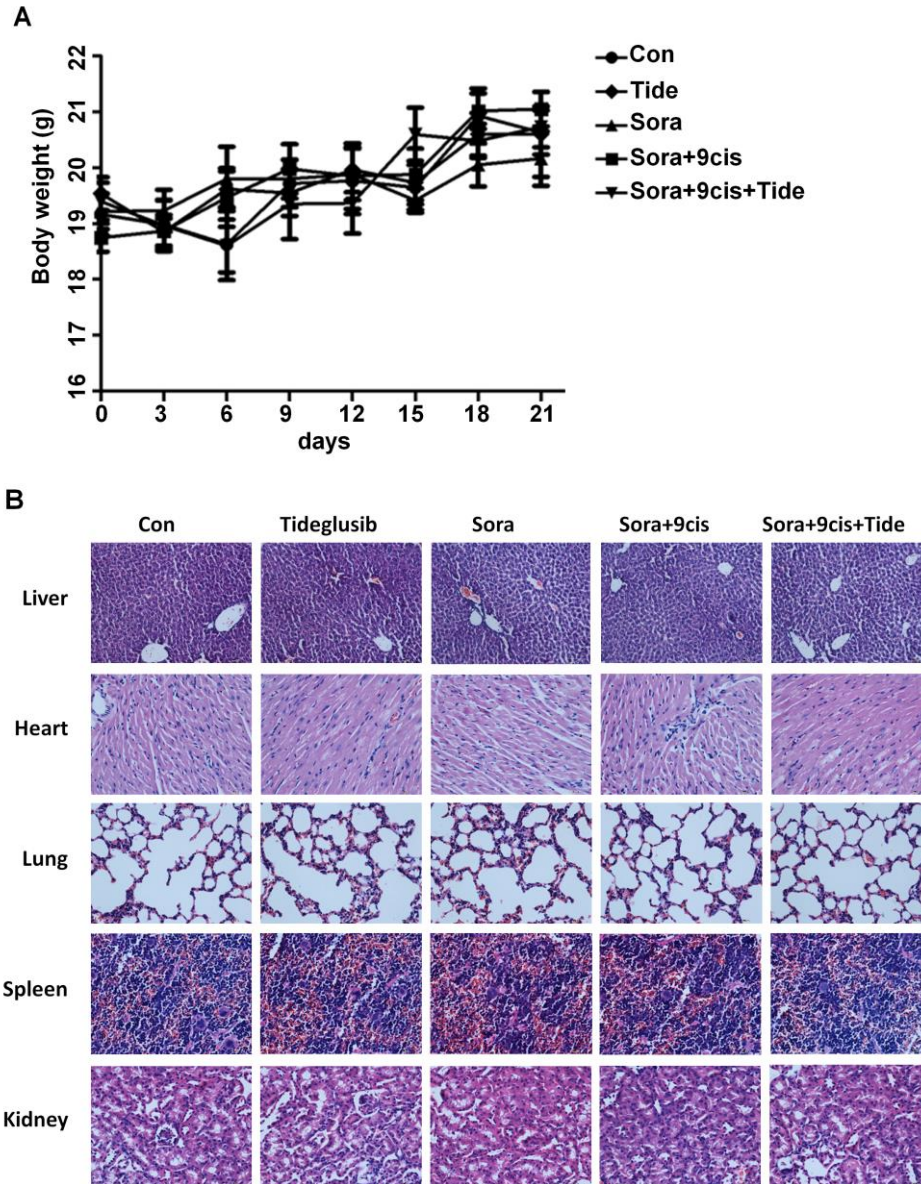 A
Body weight (g)
22
21
20
19
18
17
16
0 3 6 9 12 15 18 21
days
Con
Tide
Sora
Sora+9cis
Sora+9cis+Tide
B
Con Tideglusib Sora Sora+9cis Sora+9cis+Tide
Liver
Heart
Lung
Spleen
Kidney